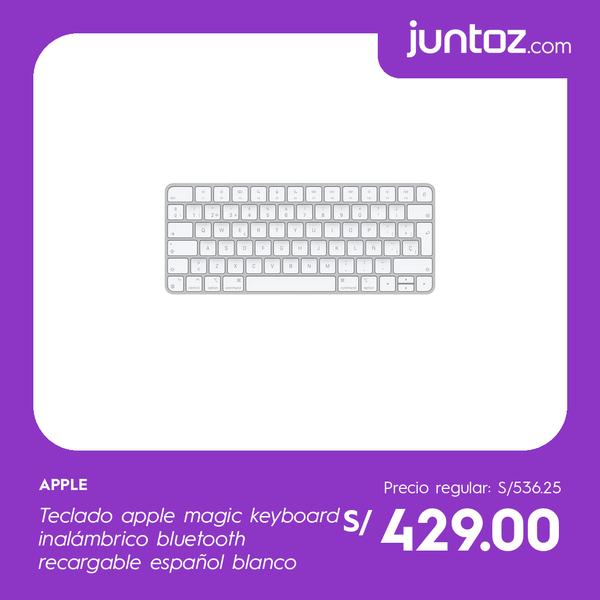 juntoz.com
Q W E R T Y U I O P
A S D F G H J K L Ñ
Z X C V B N M
APPLE
Precio regular: S/536.25
Teclado apple magic keyboard
inalámbrico bluetooth
recargable español blanco
S/ 429.00